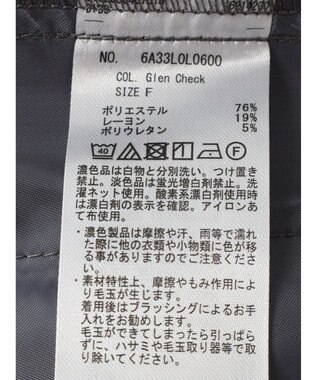 NO. 6A33L0L0600
COL. Glen Check
SIZE F
ポリエステル 76%
レーヨン 19%
ポリウレタン 5%
40 F
濃色品は白物と分別洗い。つけ置き
禁止。淡色品は蛍光増白剤禁止。洗
濯ネット使用。酸素系漂白剤使用時
は漂白剤の表示を確認。アイロンあ
て布使用。
・濃色製品は摩擦や汗、雨等で濡れ
た際に他の衣類や小物類に色が移
る事がありますのでご注意くださ
い。
・素材特性上、摩擦やもみ作用によ
り毛玉が生じます。
着用後はブラッシングによるお手
入れをお勧めします。
毛玉ができてしまったら引っぱら
ずに、ハサミや毛玉取り器等で取
り除いてください。